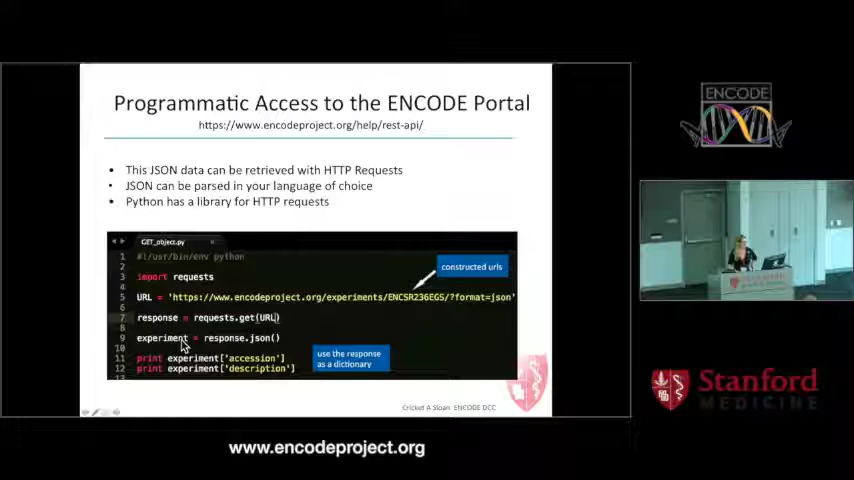 Programmatic Access to the ENCODE Portal
https://www.encodeproject.org/help/rest-api/
• This JSON data can be retrieved with HTTP Requests
• JSON can be parsed in your language of choice
• Python has a library for HTTP requests
GET_object.py ×
1 #!/usr/bin/env python
2
3 import requests
4
5 URL = 'https://www.encodeproject.org/experiments/ENCSR236EGS/?format=json'
6
7 response = requests.get(URL)
8
9 experiment = response.json()
10
11 print experiment['accession']
12 print experiment['description']
13
constructed urls
use the response
as a dictionary
Cricket A Sloan ENCODE DCC
ENCODE
Stanford
MEDICINE
www.encodeproject.org